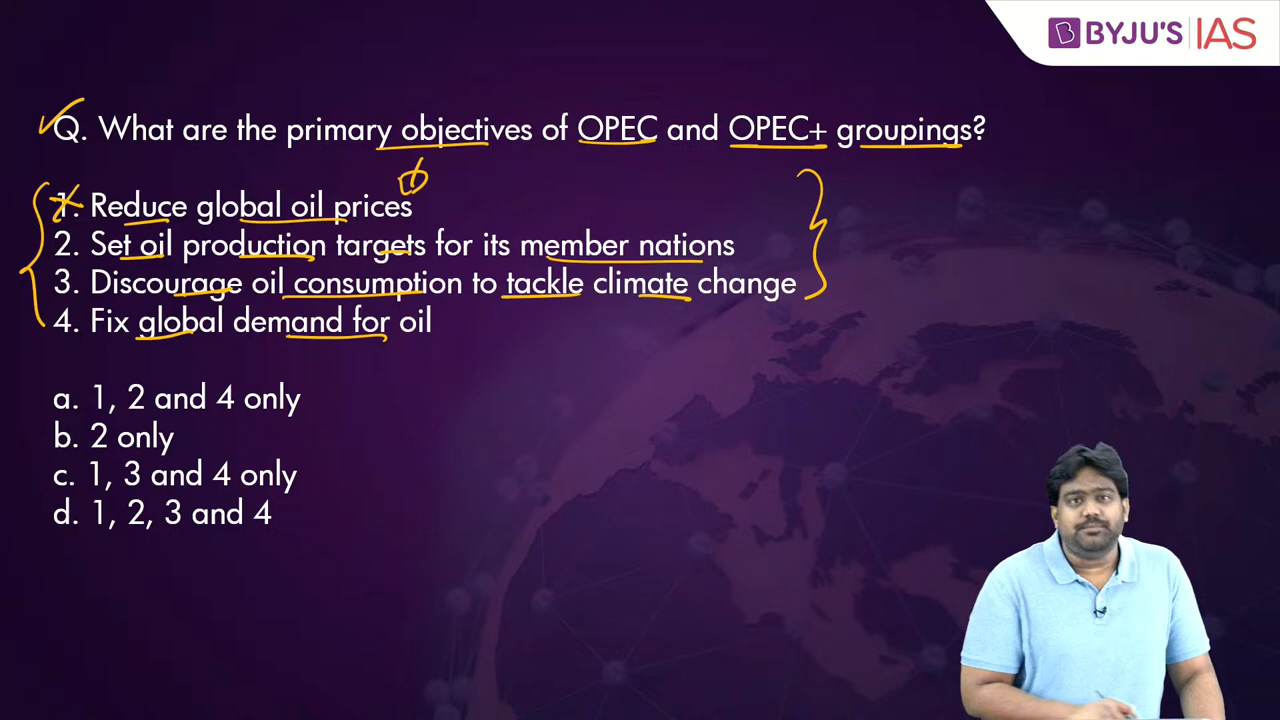 BYJU'S IAS
Q. What are the primary objectives of OPEC and OPEC+ groupings?
1. Reduce global oil prices
2. Set oil production targets for its member nations
3. Discourage oil consumption to tackle climate change
4. Fix global demand for oil
a. 1, 2 and 4 only
b. 2 only
c. 1, 3 and 4 only
d. 1, 2, 3 and 4